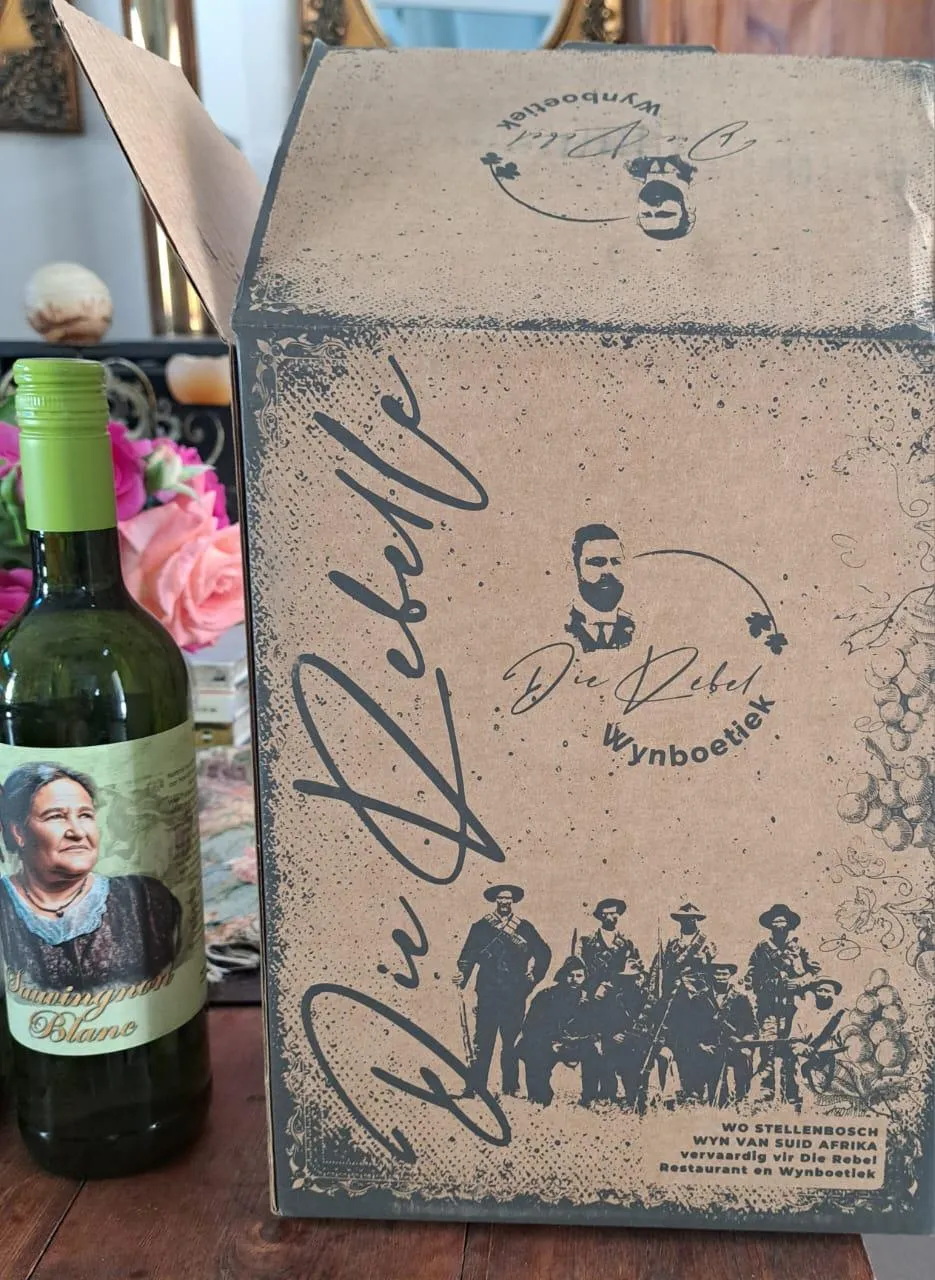 Wynboetiek
Die Rebel
Die Rebelle
Die Rebel
Wynboetiek
Sauvignon
Blanc
WO STELLENBOSCH
WYN VAN SUID AFRIKA
vervaardig vir Die Rebel
Restaurant en Wynboetiek